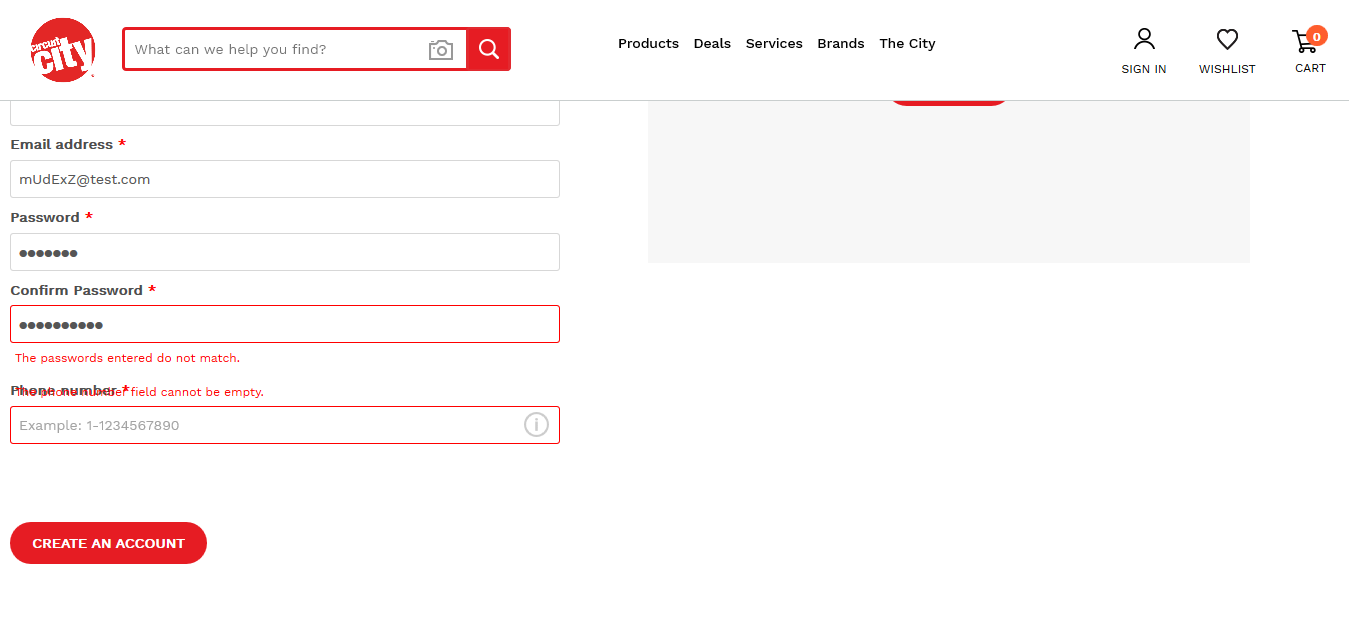 circuit
city
What can we help you find?
Products
Deals
Services
Brands
The City
SIGN IN
WISHLIST
0
CART
Email address *
mUdExZ@test.com
Password *
●●●●●●●
Confirm Password *
●●●●●●●●●●
The passwords entered do not match.
Phone number *
The phone number field cannot be empty.
Example: 1-1234567890
CREATE AN ACCOUNT